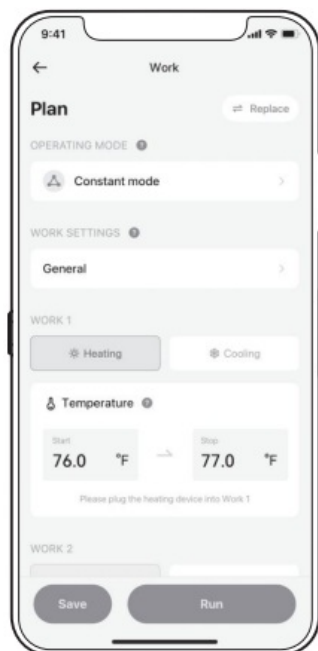 9:41
Work
Plan
Replace
OPERATING MODE ?
Constant mode
WORK SETTINGS ?
General
WORK 1
Heating
Cooling
Temperature ?
Start
Stop
76.0 °F
77.0 °F
Please plug the heating device into Work 1
WORK 2
Save
Run